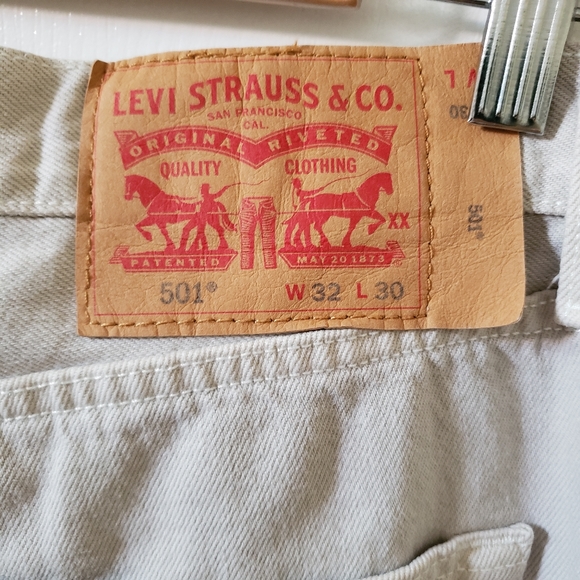 LEVI STRAUSS & CO.
SAN FRANCISCO
CAL.
ORIGINAL RIVETED
QUALITY CLOTHING
XX
PATENTED MAY 20 1873
501® W 32 L 30
501®
30
L W